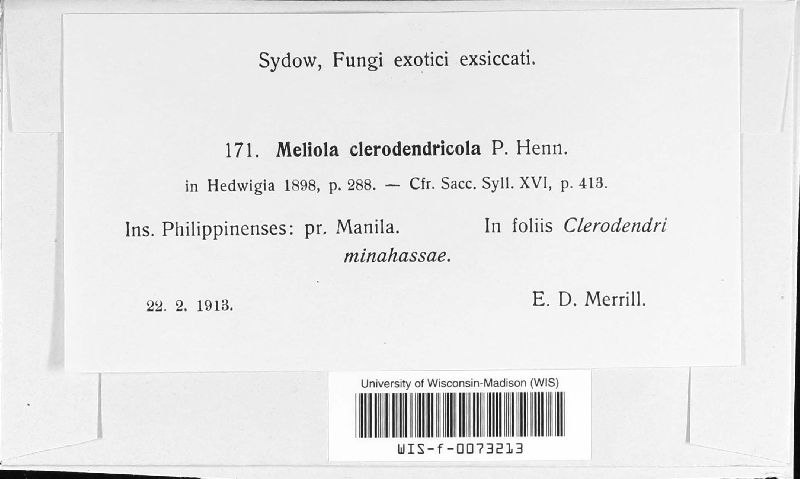 Sydow, Fungi exotici exsiccati.
171. Meliola clerodendricola P. Henn.
in Hedwigia 1898, p. 288. — Cfr. Sacc. Syll. XVI, p. 413.
Ins. Philippinenses: pr. Manila. In foliis Clerodendri
minahassae.
22. 2. 1913. E. D. Merrill.
University of Wisconsin-Madison (WIS)
WIS-f-0073213